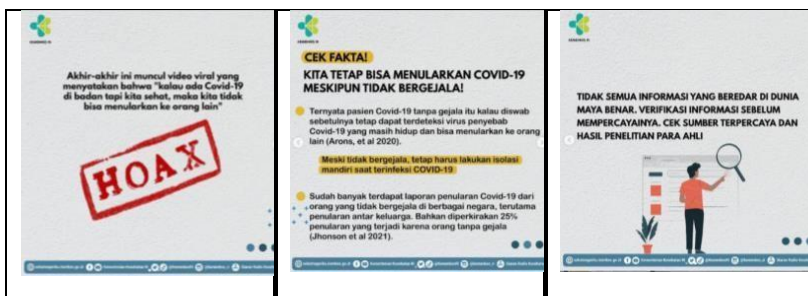 Akhir-akhir ini muncul video viral yang
menyatakan bahwa "kalau ada Covid-19
di badan tapi kita sehat, maka kita tidak
bisa menularkan ke orang lain"
HOAX
CEK FAKTA!
KITA TETAP BISA MENULARKAN COVID-19
MESKIPUN TIDAK BERGEJALA!
Ternyata pasien Covid-19 tanpa gejala itu kalau diswab
sebetulnya tetap dapat terdeteksi virus penyebab
Covid-19 yang masih hidup dan bisa menularkan ke orang
lain (Arons, et al 2020).
Meski tidak bergejala, tetap harus lakukan isolasi
mandiri saat terinfeksi COVID-19
Sudah banyak terdapat laporan penularan Covid-19 dari
orang yang tidak bergejala di berbagai negara, terutama
penularan antar keluarga. Bahkan diperkirakan 25%
penularan yang terjadi karena orang tanpa gejala
(Jhonson et al 2021).
TIDAK SEMUA INFORMASI YANG BEREDAR DI DUNIA
MAYA BENAR. VERIFIKASI INFORMASI SEBELUM
MEMPERCAYAINYA. CEK SUMBER TERPERCAYA DAN
HASIL PENELITIAN PARA AHLI